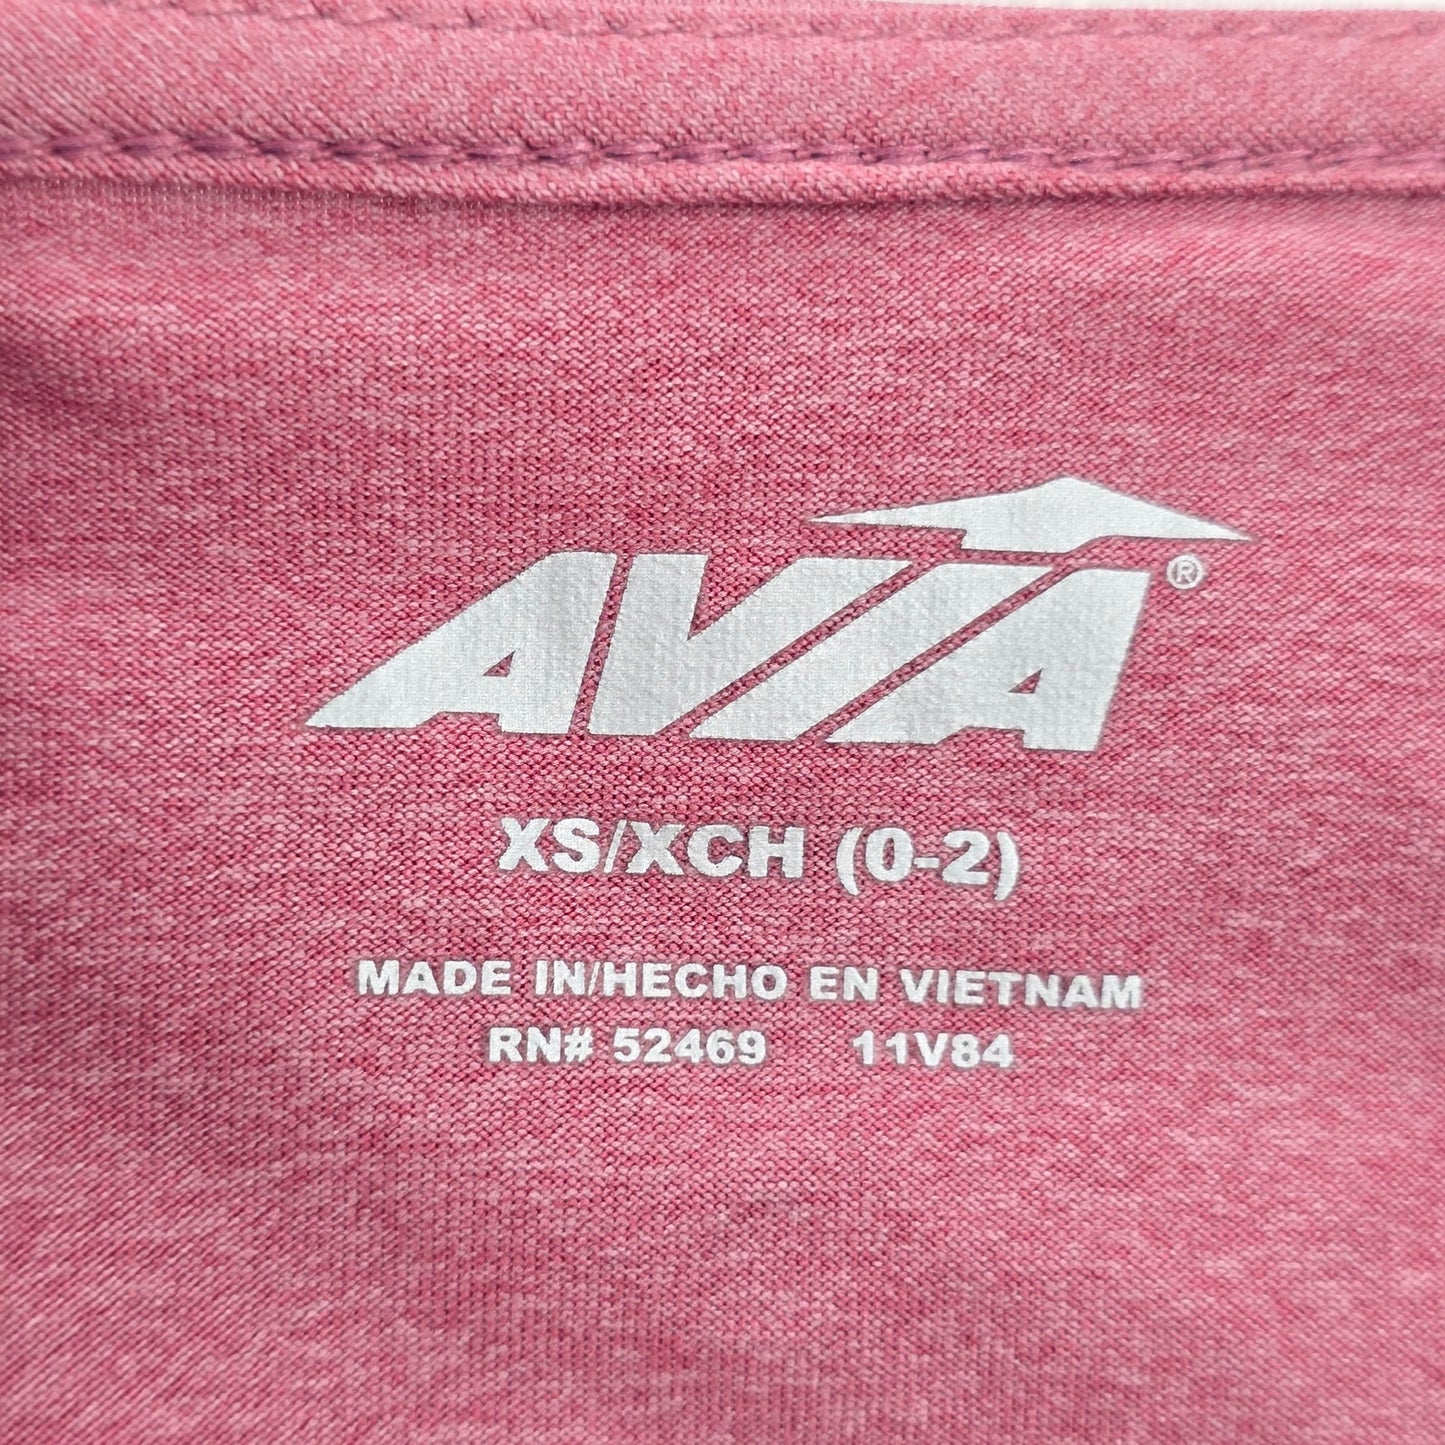 AVIA®
XS/XCH (0-2)
MADE IN/HECHO EN VIETNAM
RN# 52469 11V84